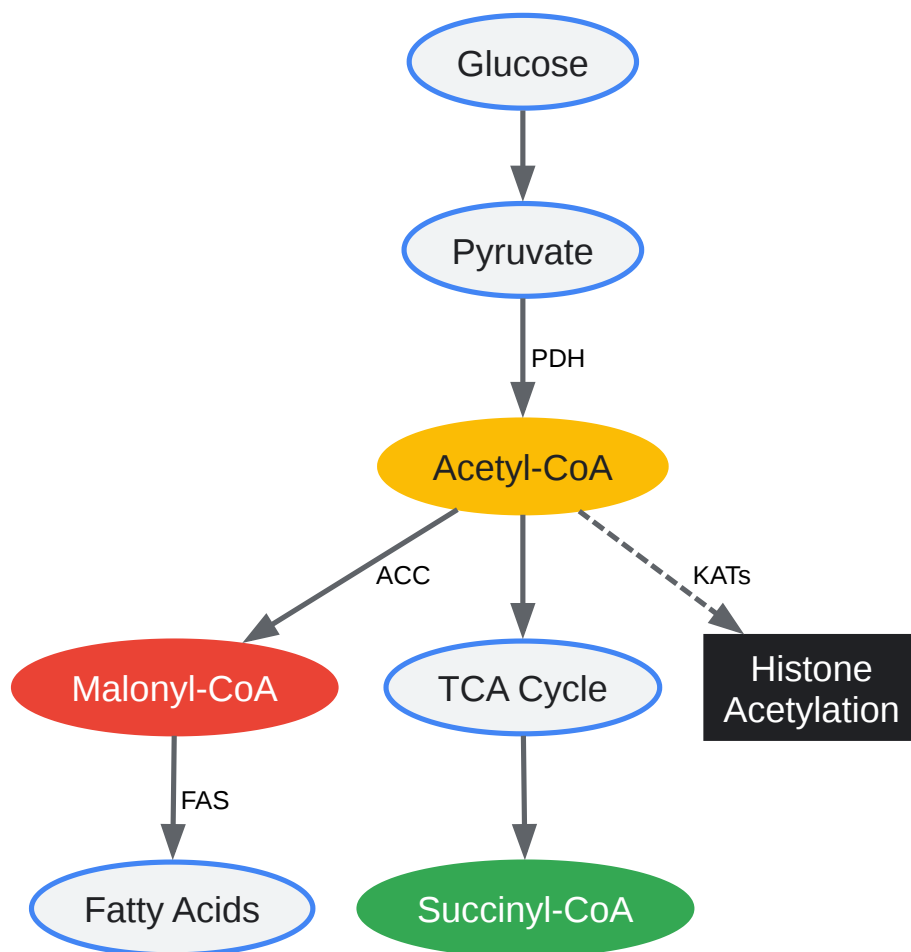 Glucose
Pyruvate
PDH
Acetyl-CoA
ACC
KATs
Malonyl-CoA
TCA Cycle
Histone
Acetylation
FAS
Fatty Acids
Succinyl-CoA